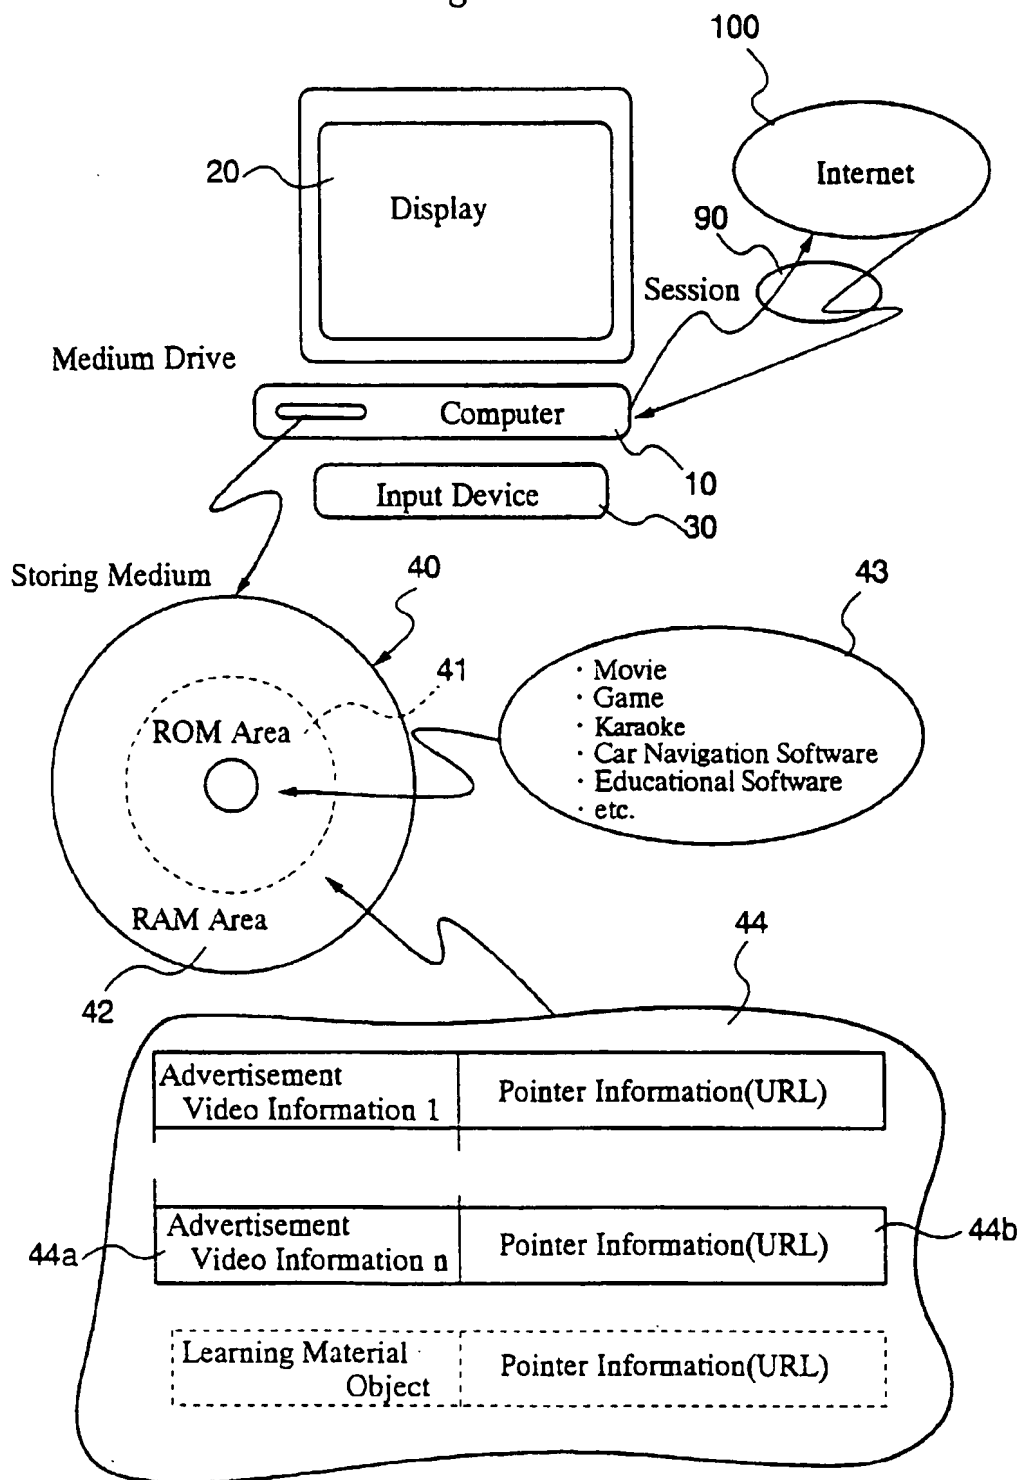 100
Internet
20
Display
90
Session
Medium Drive
Computer
10
Input Device
30
Storing Medium
40
43
41
ROM Area
· Movie
· Game
· Karaoke
· Car Navigation Software
· Educational Software
· etc.
RAM Area
42
44
Advertisement
Video Information 1
Pointer Information(URL)
Advertisement
Video Information n
Pointer Information(URL)
44a
44b
Learning Material
Object
Pointer Information(URL)